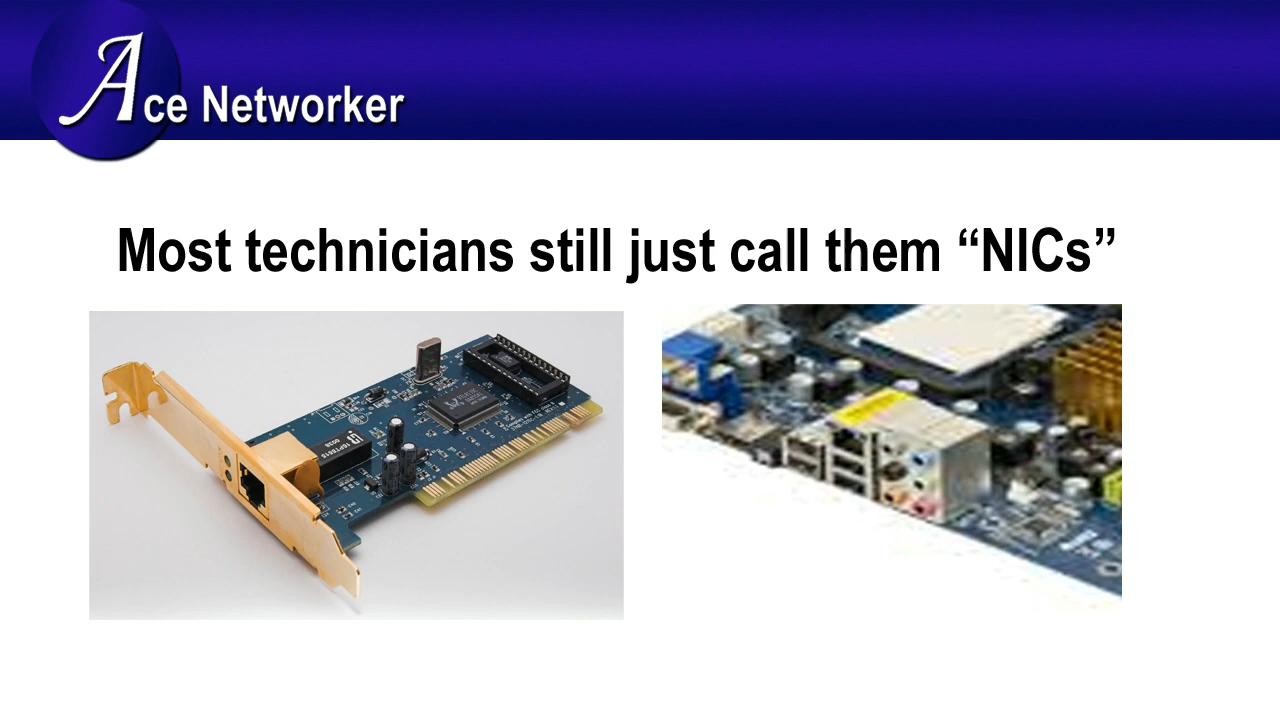 Ace Networker
Most technicians still just call them “NICs”